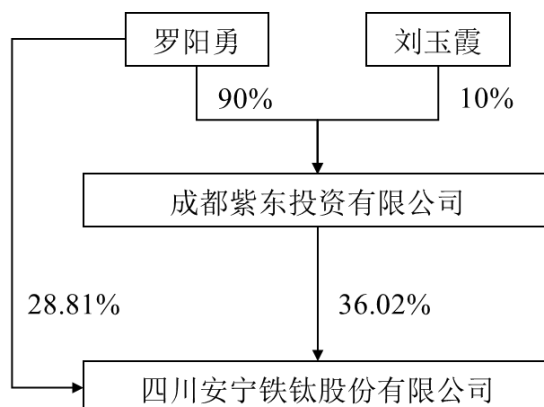 罗阳勇
刘玉霞
90%
10%
成都紫东投资有限公司
28.81%
36.02%
四川安宁铁钛股份有限公司